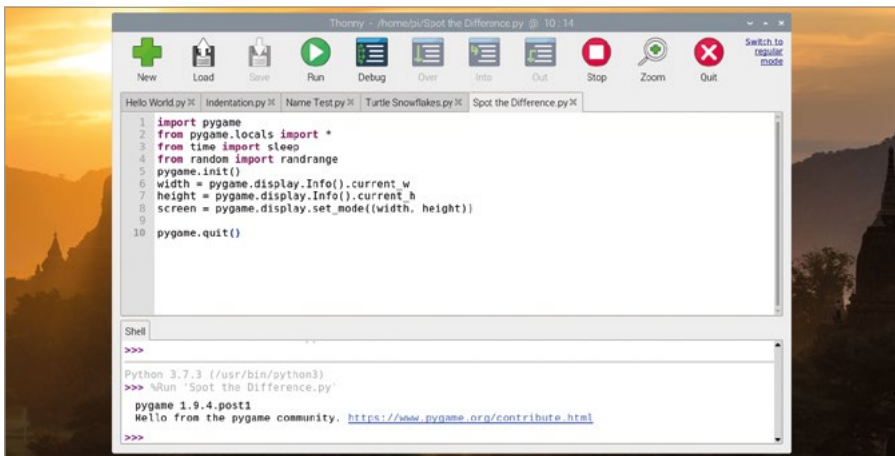 Thonny - /home/pi/Spot the Difference.py @ 10:14
New Load Save Run Debug Over Into Out Stop Zoom Quit
Switch to
regular
mode
Hello World.py Indentation.py Name Test.py Turtle Snowflakes.py Spot the Difference.py
1 import pygame
2 from pygame.locals import *
3 from time import sleep
4 from random import randrange
5 pygame.init()
6 width = pygame.display.Info().current_w
7 height = pygame.display.Info().current_h
8 screen = pygame.display.set_mode((width, height))
9
10 pygame.quit()
Shell
>>>
Python 3.7.3 (/usr/bin/python3)
>>> %Run 'Spot the Difference.py'
pygame 1.9.4.post1
Hello from the pygame community. https://www.pygame.org/contribute.html
>>>